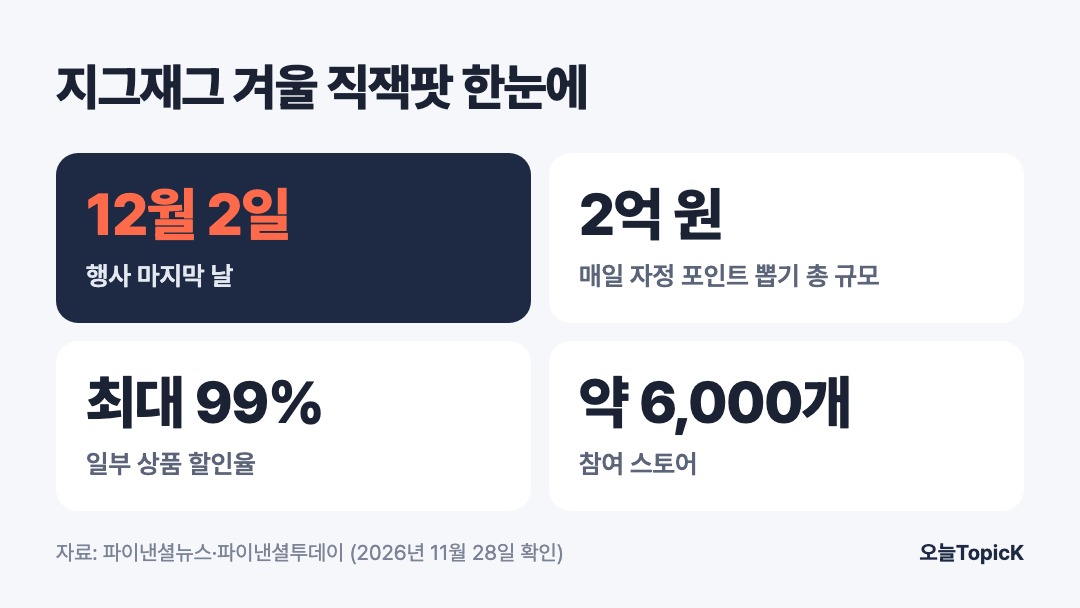 지그재그 겨울 직잭팟 한눈에
12월 2일
행사 마지막 날
2억 원
매일 자정 포인트 뽑기 총 규모
최대 99%
일부 상품 할인율
약 6,000개
참여 스토어
자료: 파이낸셜뉴스·파이낸셜투데이 (2026년 11월 28일 확인)
오늘TopicK